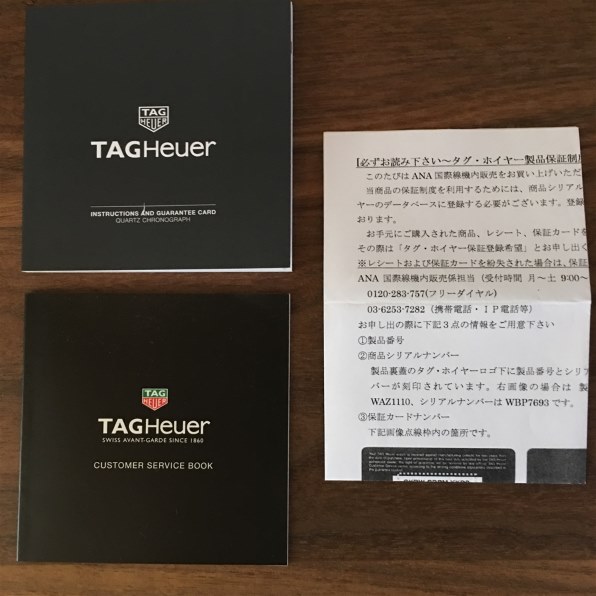 TAG
HEUER
TAGHeuer
INSTRUCTIONS AND GUARANTEE CARD
QUARTZ CHRONOGRAPH
TAG
HEUER
TAGHeuer
SWISS AVANT-GARDE SINCE 1860
CUSTOMER SERVICE BOOK
【必ずお読み下さい～タグ・ホイヤー製品保証制
このたびは ANA 国際線機内販売をお買い上げいただ
当商品の保証制度を利用するためには、商品シリアル
ヤーのデータベースに登録する必要がございます。登録
おります。
お手元にご購入された商品、レシート、保証カードを
その際は「タグ・ホイヤー保証登録希望」とお申し出く
※レシートおよび保証カードを紛失された場合は、保証
ANA 国際線機内販売係担当（受付時間 月～土 9:00～
0120-283-757(フリーダイヤル)
03-6253-7282（携帯電話・ＩＰ電話等）
お申し出の際に下記３点の情報をご用意下さい
①製品番号
②商品シリアルナンバー
製品裏蓋のタグ・ホイヤーロゴ下に製品番号とシリア
バーが刻印されています。右画像の場合は 製
WAZ1110、シリアルナンバーは WBP7693 です。
③保証カードナンバー
下記画像点線枠内の箇所です。